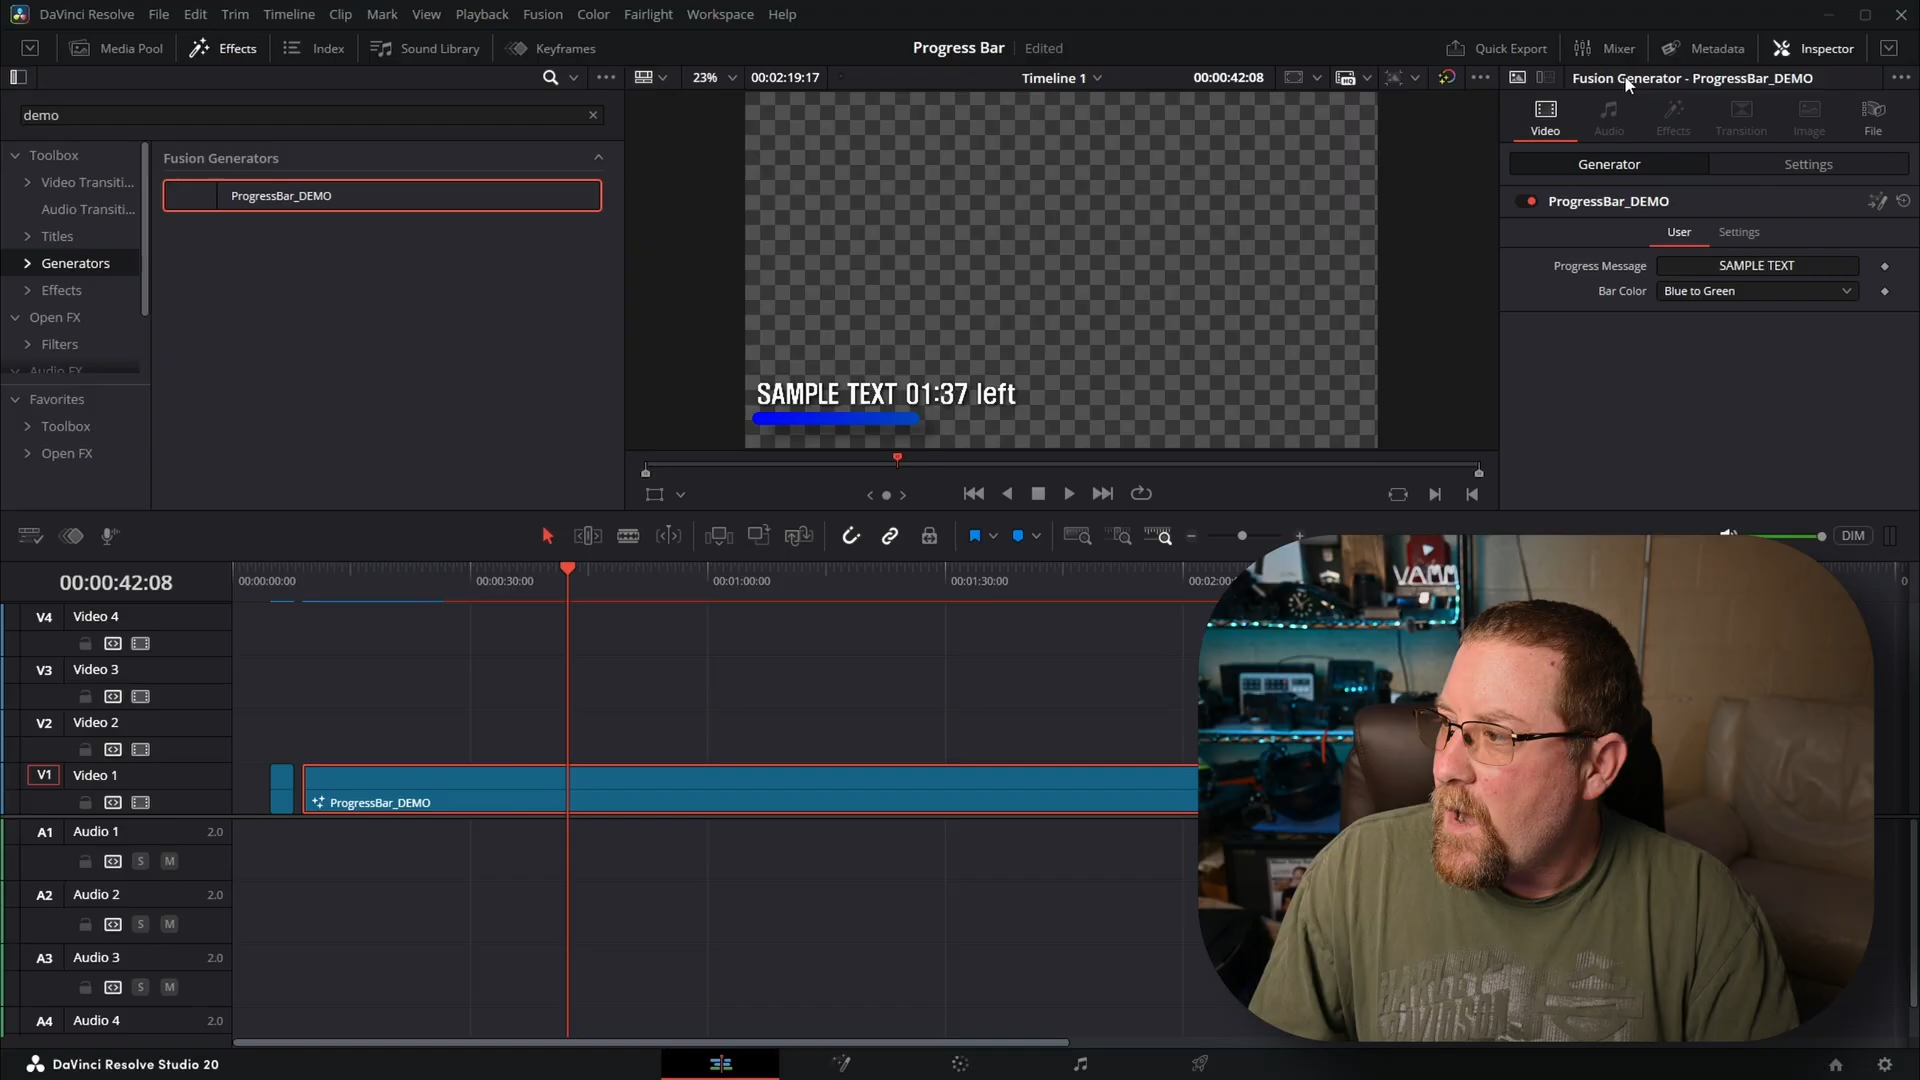 DaVinci Resolve File Edit Trim Timeline Clip Mark View Playback Fusion Color Fairlight Workspace Help
Media Pool Effects Index Sound Library Keyframes Progress Bar Edited Quick Export Mixer Metadata Inspector
23% 00:02:19:17 Timeline 1 00:00:42:08 Fusion Generator - ProgressBar_DEMO
demo
Video Audio Effects Transition Image File
Toolbox
Video Transiti...
Audio Transiti...
Titles
Generators
Effects
Open FX
Filters
Audio FX
Favorites
Toolbox
Open FX
Fusion Generators
ProgressBar_DEMO
SAMPLE TEXT 01:37 left
Generator Settings
ProgressBar_DEMO
User Settings
Progress Message SAMPLE TEXT
Bar Color Blue to Green
DIM
00:00:42:08 00:00:00:00 00:00:30:00 00:01:00:00 00:01:30:00
V4 Video 4
V3 Video 3
V2 Video 2
V1 Video 1
ProgressBar_DEMO
A1 Audio 1 2.0
S M
A2 Audio 2 2.0
S M
A3 Audio 3 2.0
S M
A4 Audio 4 2.0
DaVinci Resolve Studio 20